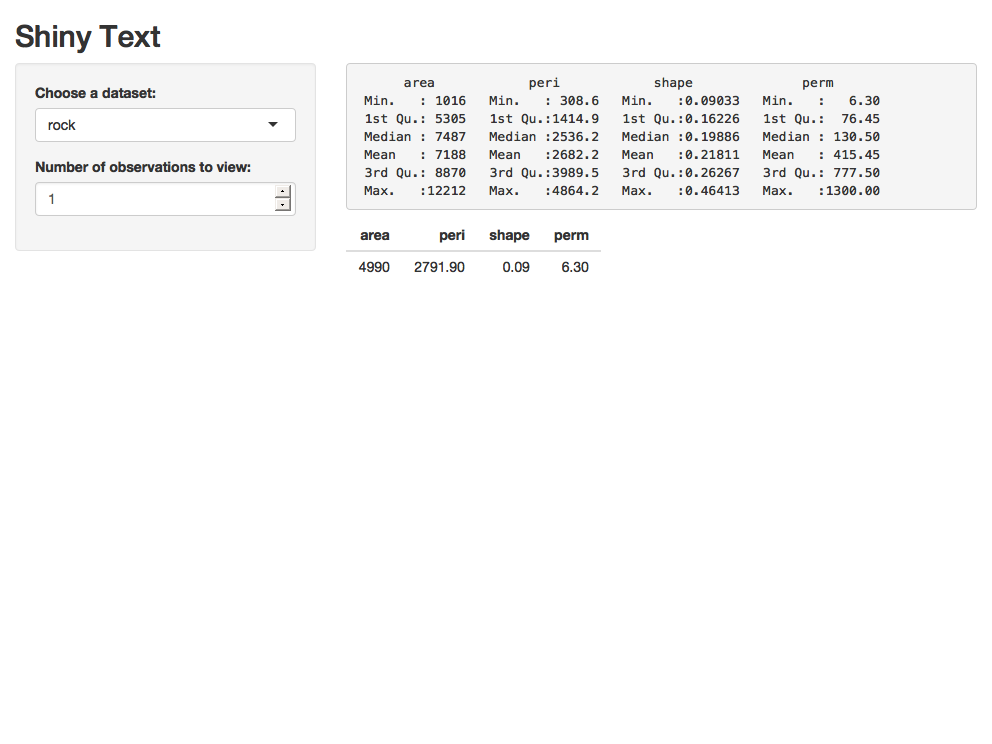 Shiny Text
Choose a dataset:
rock
Number of observations to view:
1
area peri shape perm
Min. : 1016 Min. : 308.6 Min. :0.09033 Min. : 6.30
1st Qu.: 5305 1st Qu.:1414.9 1st Qu.:0.16226 1st Qu.: 76.45
Median : 7487 Median :2536.2 Median :0.19886 Median : 130.50
Mean : 7188 Mean :2682.2 Mean :0.21811 Mean : 415.45
3rd Qu.: 8870 3rd Qu.:3989.5 3rd Qu.:0.26267 3rd Qu.: 777.50
Max. :12212 Max. :4864.2 Max. :0.46413 Max. :1300.00
area peri shape perm
4990 2791.90 0.09 6.30